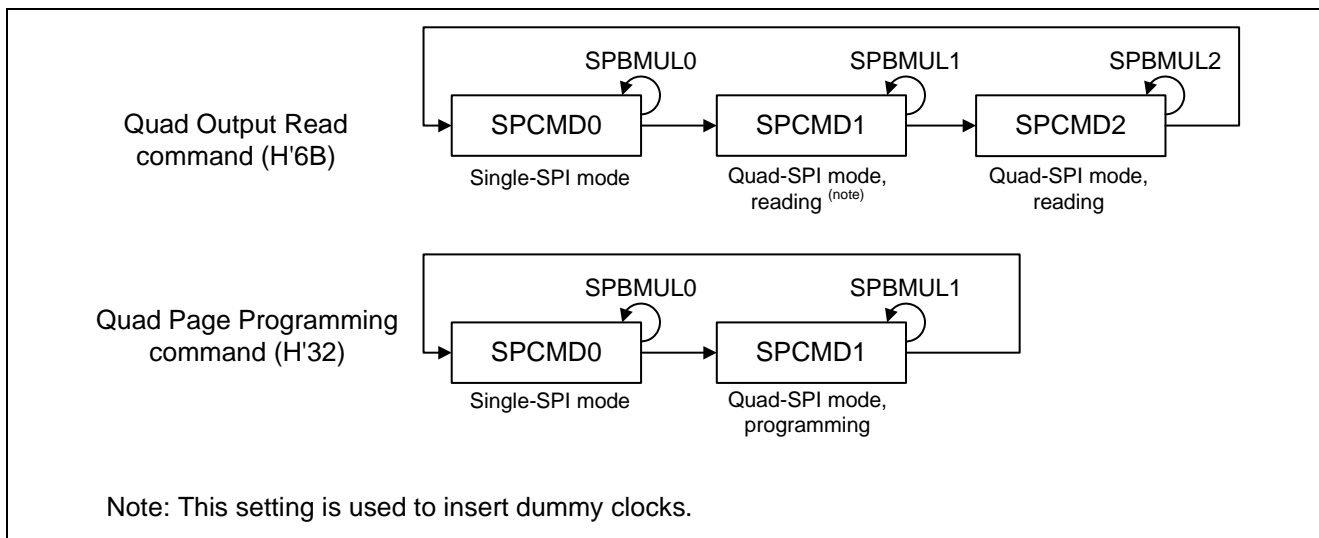 SPBMUL0
SPBMUL1
SPBMUL2
Quad Output Read
command (H'6B)
SPCMD0
SPCMD1
SPCMD2
Single-SPI mode
Quad-SPI mode,
reading (note)
Quad-SPI mode,
reading
SPBMUL0
SPBMUL1
Quad Page Programming
command (H'32)
SPCMD0
SPCMD1
Single-SPI mode
Quad-SPI mode,
programming
Note: This setting is used to insert dummy clocks.